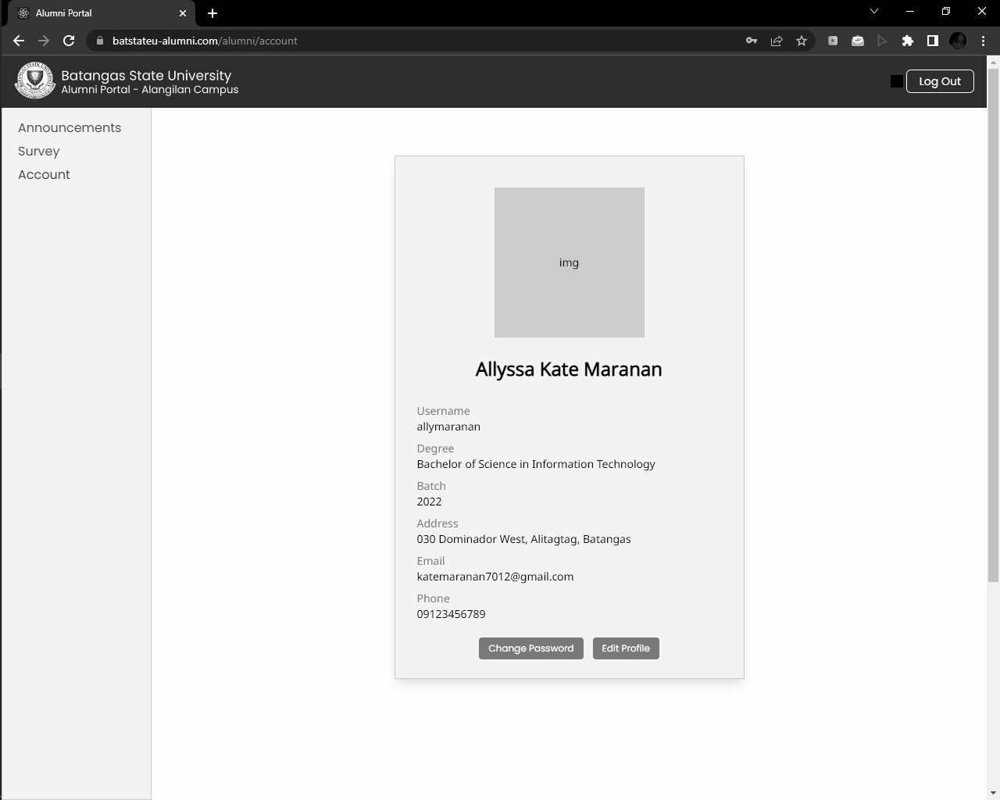 Alumni Portal
batstateu-alumni.com/alumni/account
Batangas State University
Alumni Portal - Alangilan Campus
Log Out
Announcements
Survey
Account
img
Allyssa Kate Maranan
Username
allymaranan
Degree
Bachelor of Science in Information Technology
Batch
2022
Address
030 Dominador West, Alitagtag, Batangas
Email
katemaranan7012@gmail.com
Phone
09123456789
Change Password
Edit Profile